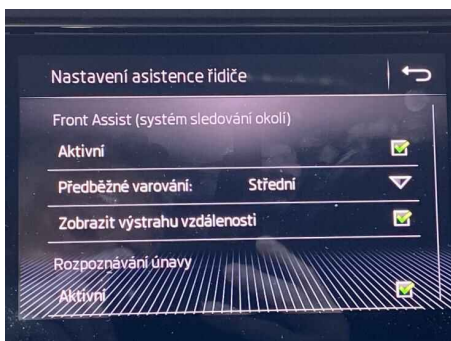 Nastavení asistence řidiče
Front Assist (systém sledování okolí)
Aktivní
Předběžné varování: Střední
Zobrazit výstrahu vzdálenosti
Rozpoznávání únavy
Aktivní